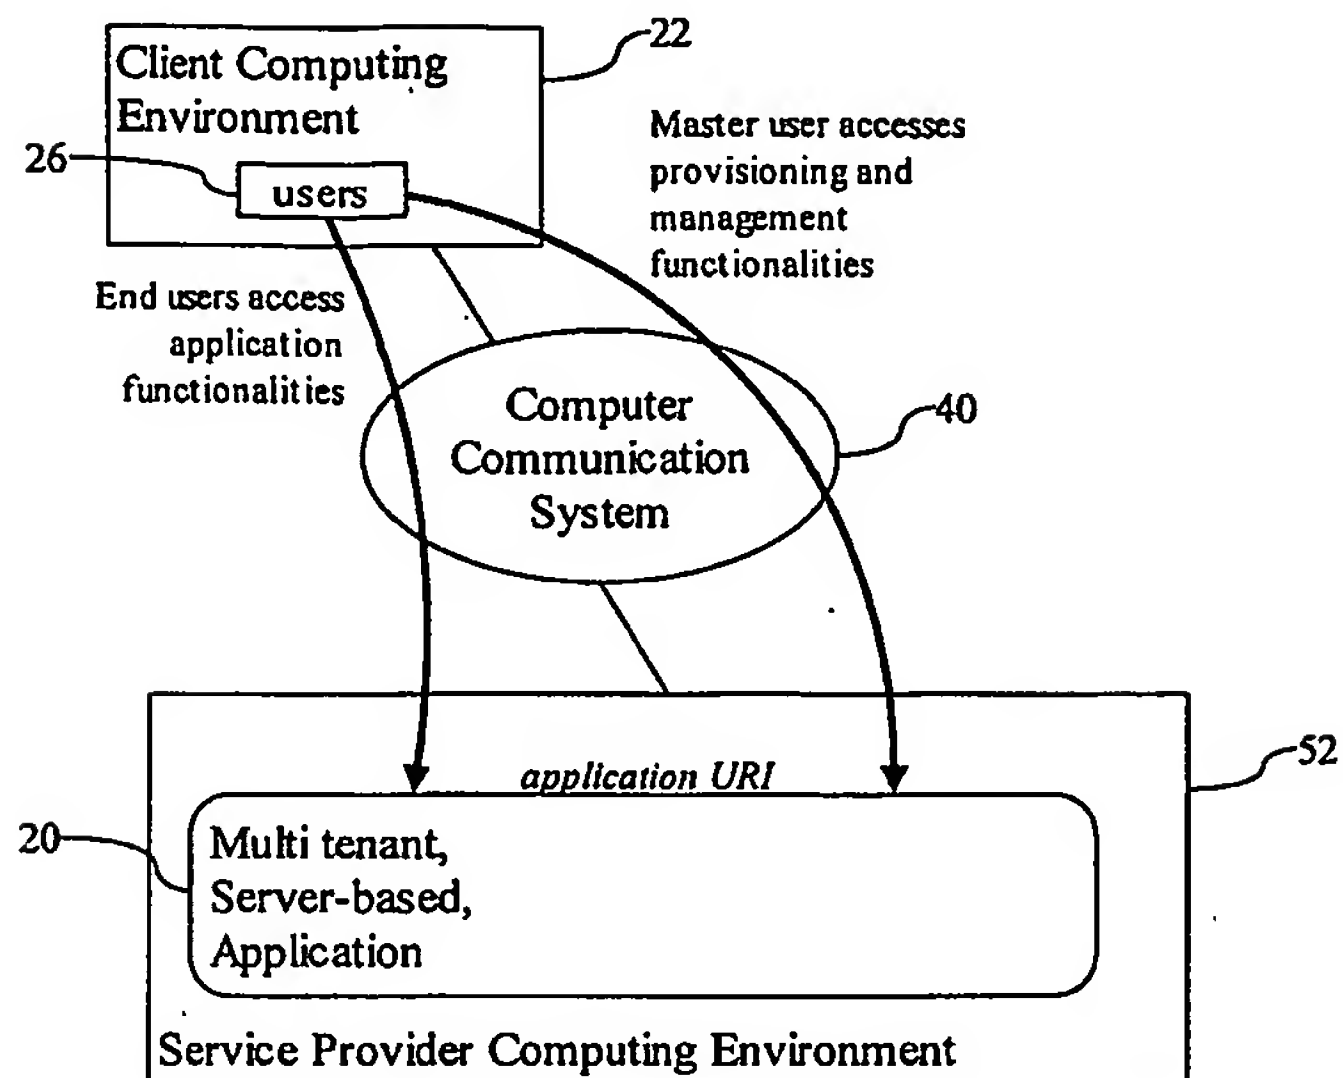 22
Client Computing
Environment
26
users
Master user accesses
provisioning and
management
functionalities
End users access
application
functionalities
Computer
Communication
System
40
52
application URI
20
Multi tenant,
Server-based,
Application
Service Provider Computing Environment